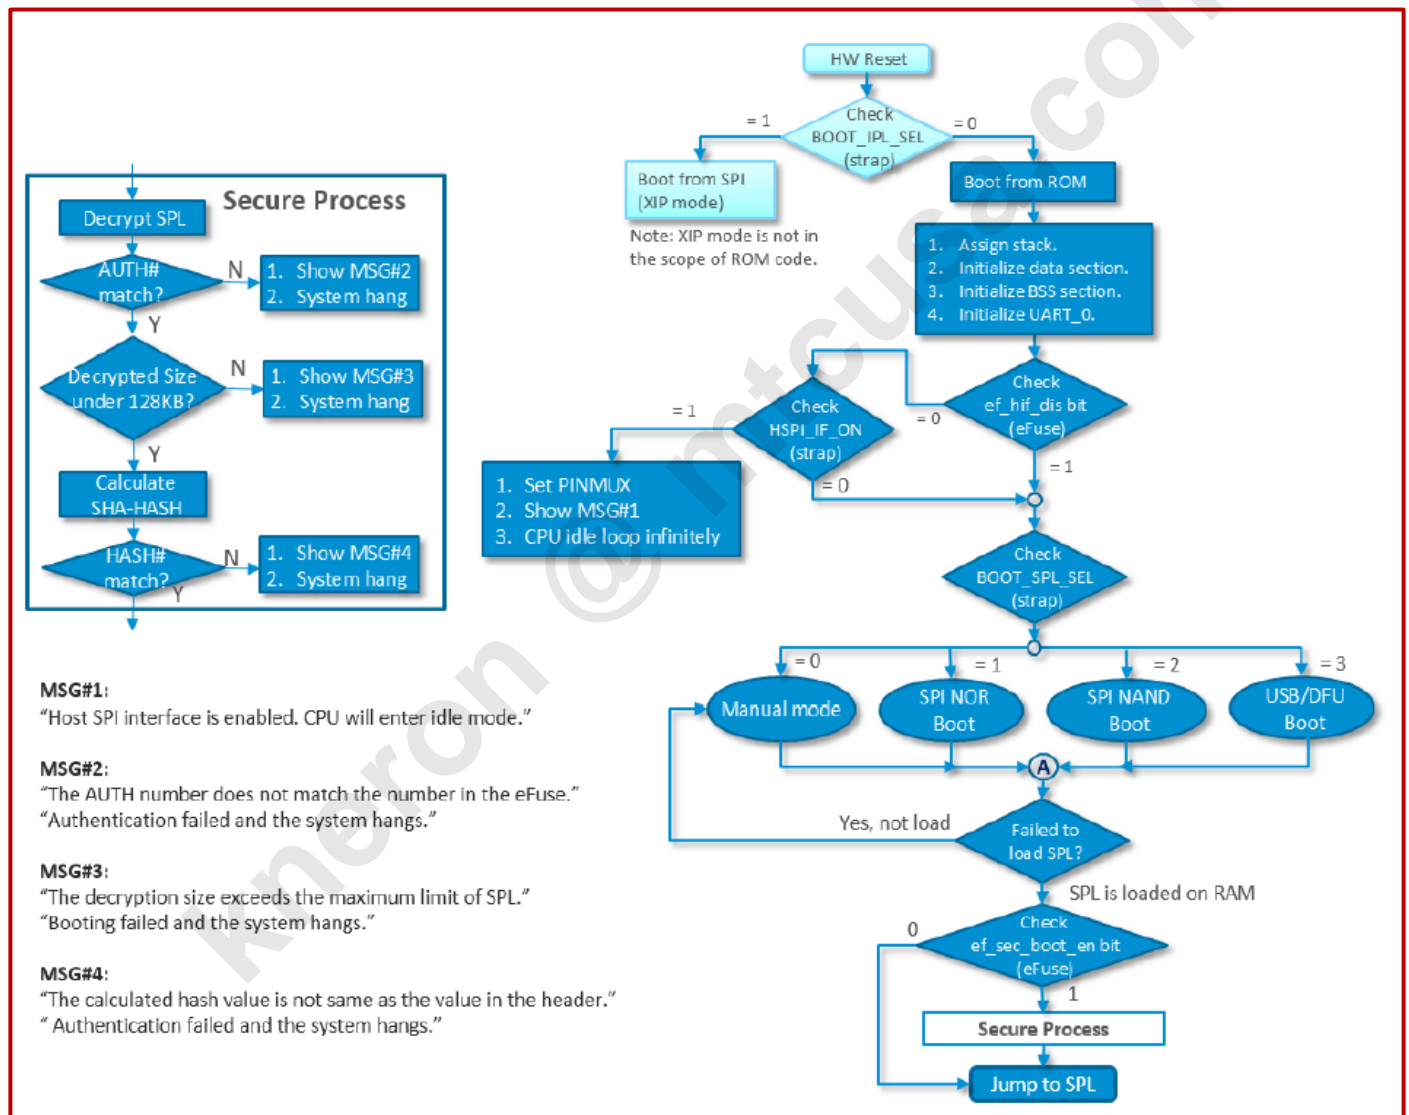 HW Reset
Check
BOOT_IPL_SEL
(strap)
= 1
= 0
Boot from SPI
(XIP mode)
Note: XIP mode is not in
the scope of ROM code.
Boot from ROM
1. Assign stack.
2. Initialize data section.
3. Initialize BSS section.
4. Initialize UART_0.
Check
ef_hif_dis bit
(eFuse)
= 0
= 1
Check
HSPI_IF_ON
(strap)
= 1
= 0
1. Set PINMUX
2. Show MSG#1
3. CPU idle loop infinitely
Check
BOOT_SPL_SEL
(strap)
= 0
= 1
= 2
= 3
Manual mode
SPI NOR
Boot
SPI NAND
Boot
USB/DFU
Boot
A
Failed to
load SPL?
Yes, not load
SPL is loaded on RAM
Check
ef_sec_boot_en bit
(eFuse)
0
1
Secure Process
Jump to SPL
Secure Process
Decrypt SPL
AUTH#
match?
N
1. Show MSG#2
2. System hang
Y
Decrypted Size
under 128KB?
N
1. Show MSG#3
2. System hang
Y
Calculate
SHA-HASH
HASH#
match?
N
1. Show MSG#4
2. System hang
Y
MSG#1:
“Host SPI interface is enabled. CPU will enter idle mode.”
MSG#2:
“The AUTH number does not match the number in the eFuse.”
“Authentication failed and the system hangs.”
MSG#3:
“The decryption size exceeds the maximum limit of SPL.”
“Booting failed and the system hangs.”
MSG#4:
“The calculated hash value is not same as the value in the header.”
“ Authentication failed and the system hangs.”
kneron @ mtcusa.com